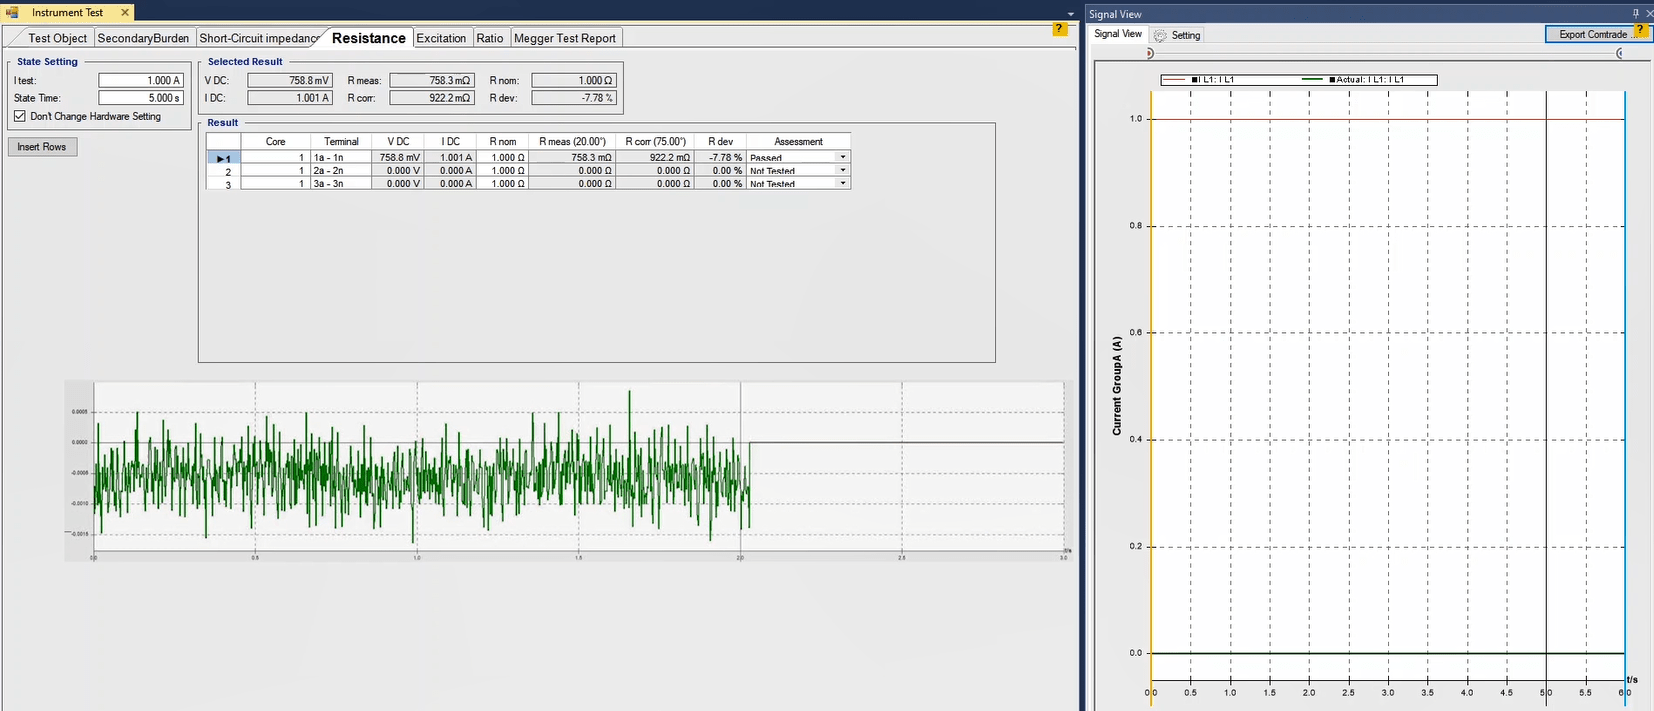 Instrument Test
Test Object SecondaryBurden Short-Circuit impedance Resistance Excitation Ratio Megger Test Report
?
State Setting
I test: 1.000 A
State Time: 5.000 s
Don't Change Hardware Setting
Insert Rows
Selected Result
V DC: 758.8 mV R meas: 758.3 mΩ R nom: 1.000 Ω
I DC: 1.001 A R corr: 922.2 mΩ R dev: -7.78 %
Result
Core Terminal V DC I DC R nom R meas (20.00°) R corr (75.00°) R dev Assessment
1 1 1a - 1n 758.8 mV 1.001 A 1.000 Ω 758.3 mΩ 922.2 mΩ -7.78 % Passed
2 1 2a - 2n 0.000 V 0.000 A 1.000 Ω 0.000 Ω 0.000 Ω 0.00 % Not Tested
3 1 3a - 3n 0.000 V 0.000 A 1.000 Ω 0.000 Ω 0.000 Ω 0.00 % Not Tested
0.0005
0.0000
-0.0005
-0.0010
-0.0015
0.0 0.5 1.0 1.5 2.0 2.5 3.0
t/s
Signal View
Signal View Setting
Export Comtrade ...
?
I L1: I L1 Actual: I L1: I L1
Current GroupA (A)
1.0
0.8
0.6
0.4
0.2
0.0
t/s
0.0 0.5 1.0 1.5 2.0 2.5 3.0 3.5 4.0 4.5 5.0 5.5 6.0